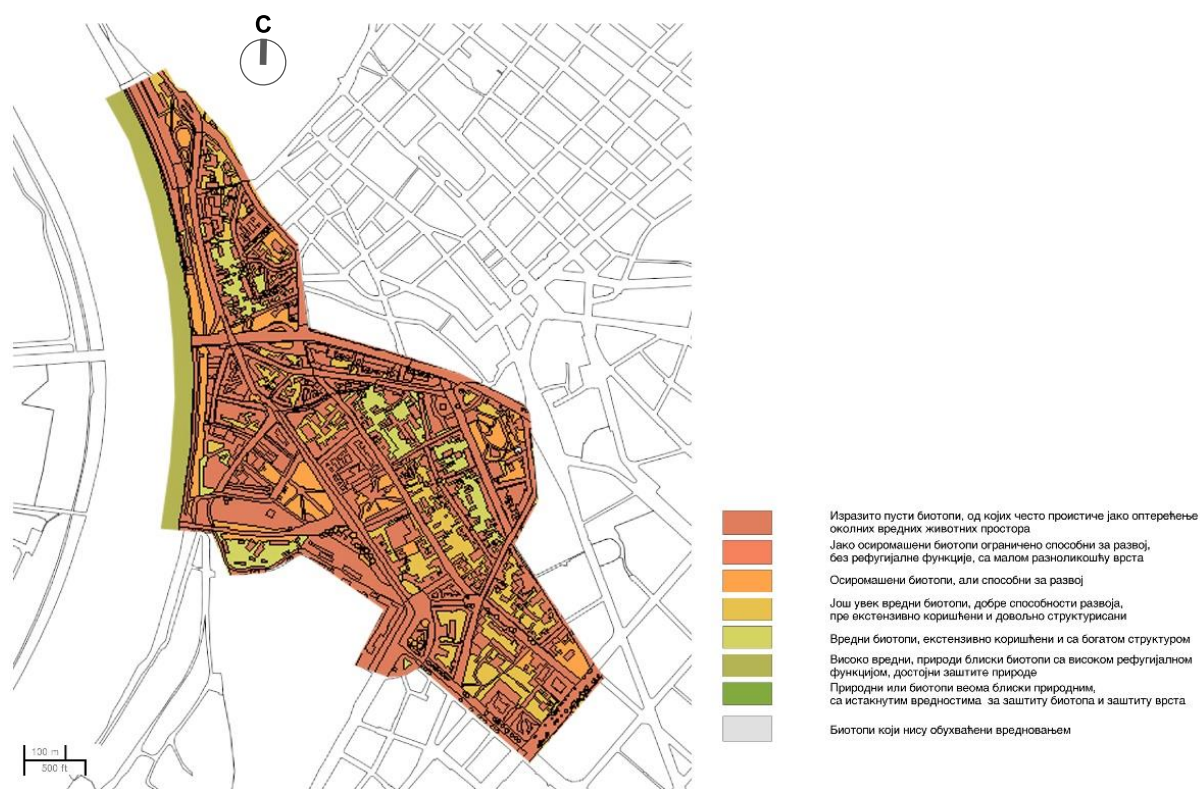 С
Изразито пусти биотопи, од којих често проистиче јако оптерећење
околних вредних животних простора
Јако осиромашени биотопи ограничено способни за развој,
без рефугијалне функције, са малом разноликошћу врста
Осиромашени биотопи, али способни за развој
Још увек вредни биотопи, добре способности развоја,
пре екстензивно коришћени и довољно структурисани
Вредни биотопи, екстензивно коришћени и са богатом структуром
Високо вредни, природи блиски биотопи са високом рефугијалном
функцијом, достојни заштите природе
Природни или биотопи веома блиски природним,
са истакнутим вредностима за заштиту биотопа и заштиту врста
Биотопи који нису обухваћени вредновањем
100 m
500 ft